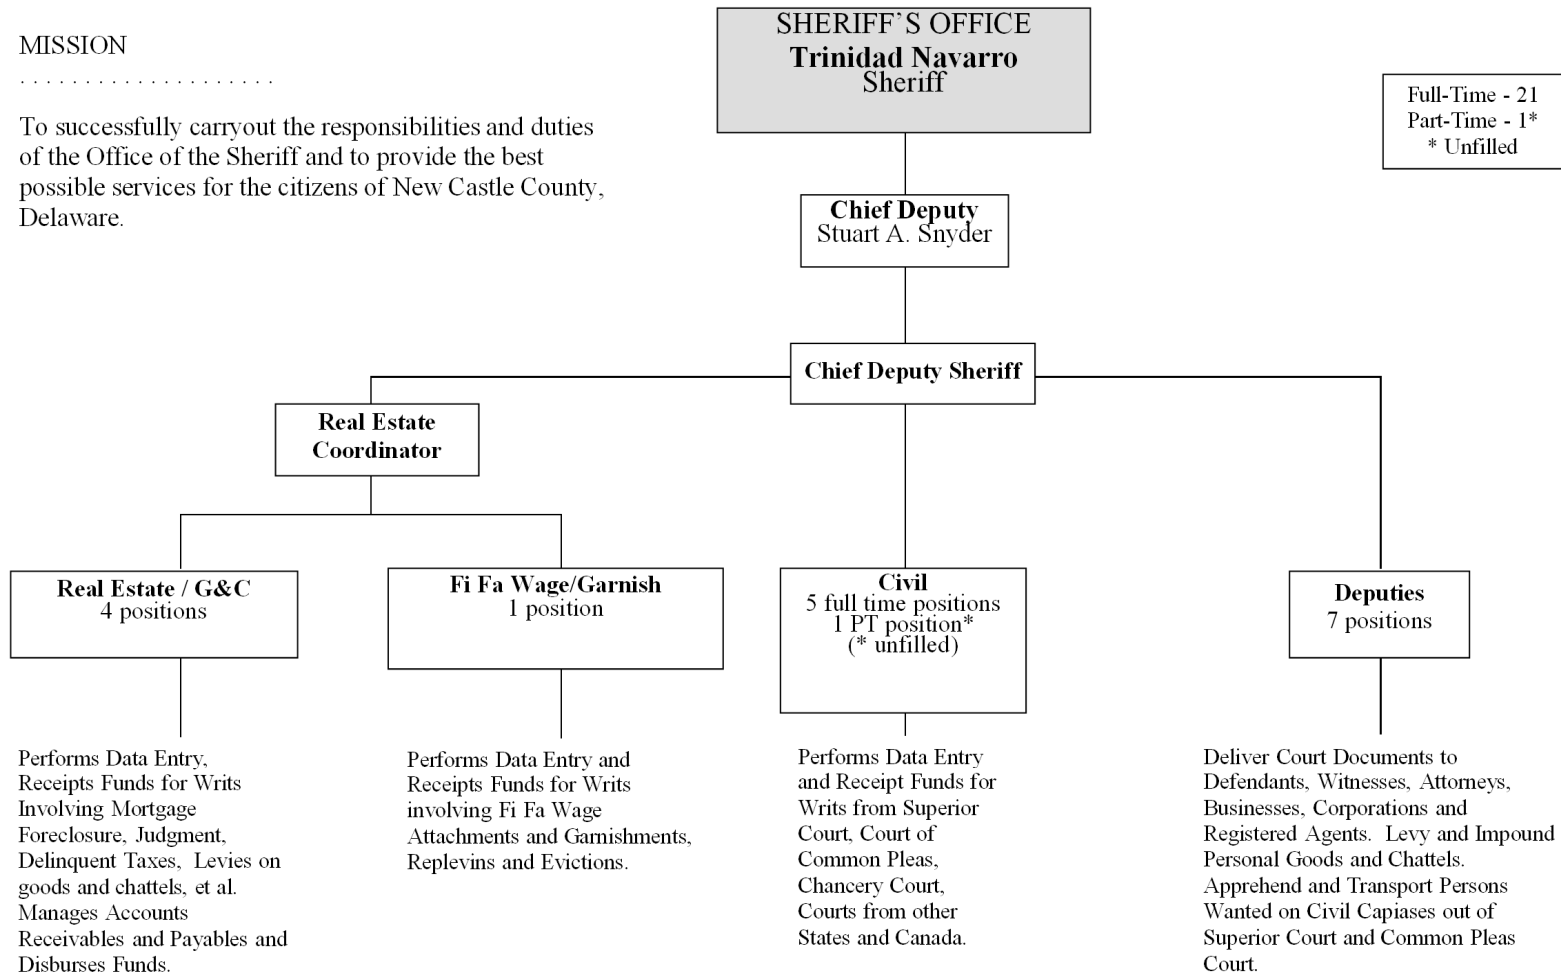 SHERIFF'S OFFICE
Trinidad Navarro
Sheriff
MISSION
. . . . . . . . . . . . . . . . . . . .
To successfully carryout the responsibilities and duties
of the Office of the Sheriff and to provide the best
possible services for the citizens of New Castle County,
Delaware.
Full-Time - 21
Part-Time - 1*
* Unfilled
Chief Deputy
Stuart A. Snyder
Chief Deputy Sheriff
Real Estate
Coordinator
Real Estate / G&C
4 positions
Fi Fa Wage/Garnish
1 position
Civil
5 full time positions
1 PT position*
(* unfilled)
Deputies
7 positions
Performs Data Entry,
Receipts Funds for Writs
Involving Mortgage
Foreclosure, Judgment,
Delinquent Taxes,  Levies on
goods and chattels, et al.
Manages Accounts
Receivables and Payables and
Disburses Funds.
Performs Data Entry and
Receipts Funds for Writs
involving Fi Fa Wage
Attachments and Garnishments,
Replevins and Evictions.
Performs Data Entry
and Receipt Funds for
Writs from Superior
Court, Court of
Common Pleas,
Chancery Court,
Courts from other
States and Canada.
Deliver Court Documents to
Defendants, Witnesses, Attorneys,
Businesses, Corporations and
Registered Agents.  Levy and Impound
Personal Goods and Chattels.
Apprehend and Transport Persons
Wanted on Civil Capiases out of
Superior Court and Common Pleas
Court.